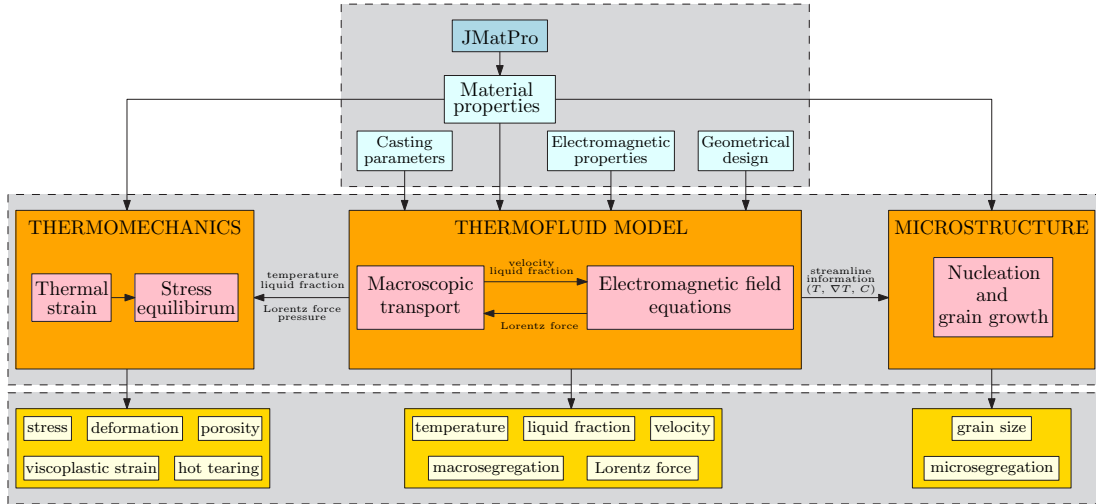 JMatPro
Material
properties
Casting
parameters
Electromagnetic
properties
Geometrical
design
THERMOMECHANICS
Thermal
strain
Stress
equilibirum
temperature
liquid fraction
Lorentz force
pressure
THERMOFLUID MODEL
Macroscopic
transport
velocity
liquid fraction
Lorentz force
Electromagnetic field
equations
streamline
information
(T, ∇T, C)
MICROSTRUCTURE
Nucleation
and
grain growth
stress
deformation
porosity
viscoplastic strain
hot tearing
temperature
liquid fraction
velocity
macrosegregation
Lorentz force
grain size
microsegregation